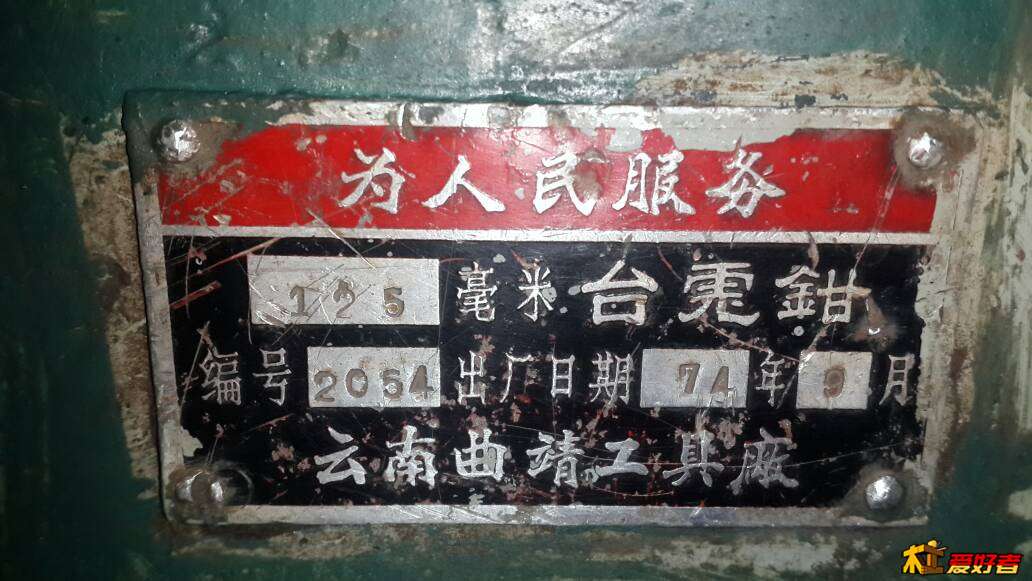 为人民服务
125 毫米 台虎钳
编号 2064 出厂日期 74 年 9 月
云南曲靖工具廠
木工爱好者